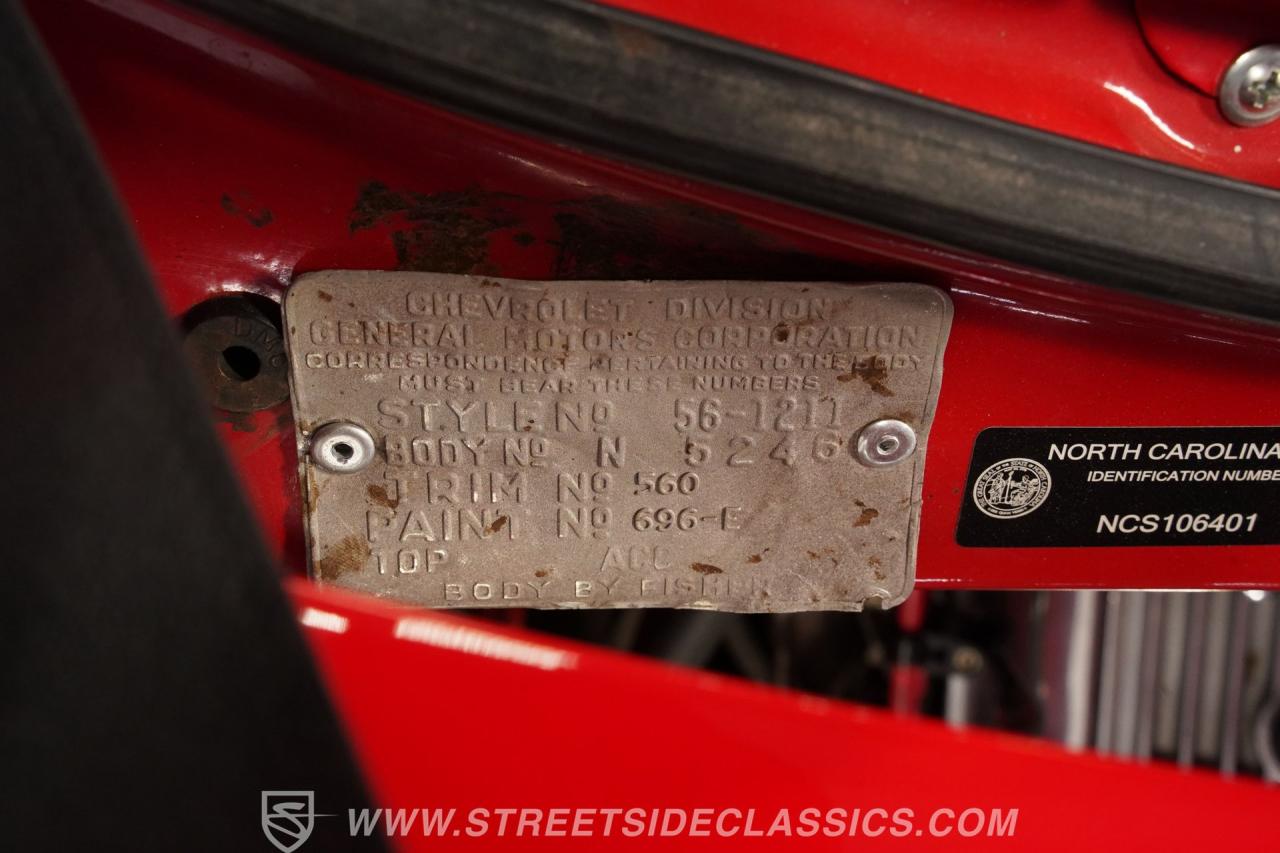 CHEVROLET DIVISION
GENERAL MOTORS CORPORATION
CORRESPONDENCE PERTAINING TO THE BODY
MUST BEAR THESE NUMBERS
STYLE Nº 56-1211
BODY Nº N 5246
TRIM Nº 560
PAINT Nº 696-E
TOP ACC
BODY BY FISHER
NORTH CAROLINA
IDENTIFICATION NUMBE
NCS106401
WWW.STREETSIDECLASSICS.COM